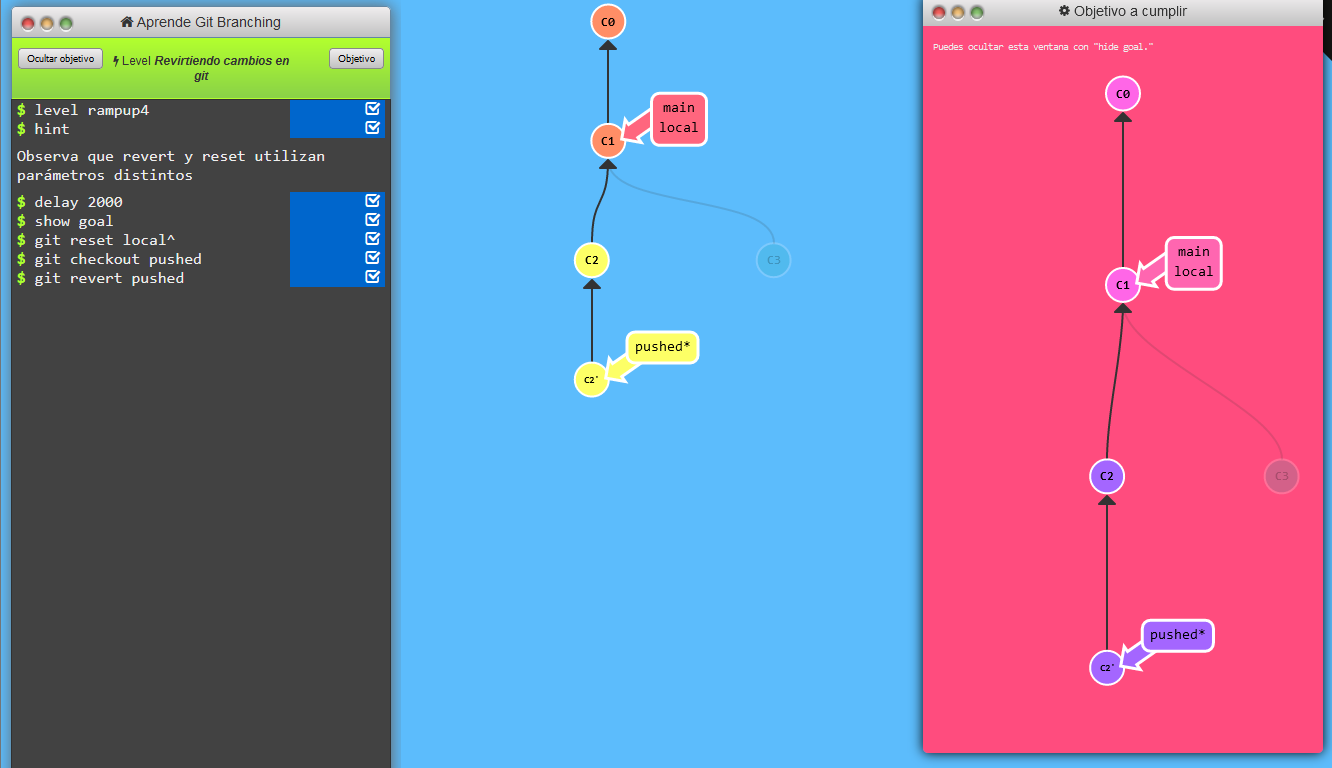 Aprende Git Branching
Ocultar objetivo
Level Revirtiendo cambios en
git
Objetivo
$ level rampup4
$ hint
Observa que revert y reset utilizan
parámetros distintos
$ delay 2000
$ show goal
$ git reset local^
$ git checkout pushed
$ git revert pushed
C0
main
local
C1
C2
C3
pushed*
C2'
Objetivo a cumplir
Puedes ocultar esta ventana con "hide goal."
C0
main
local
C1
C2
C3
pushed*
C2'